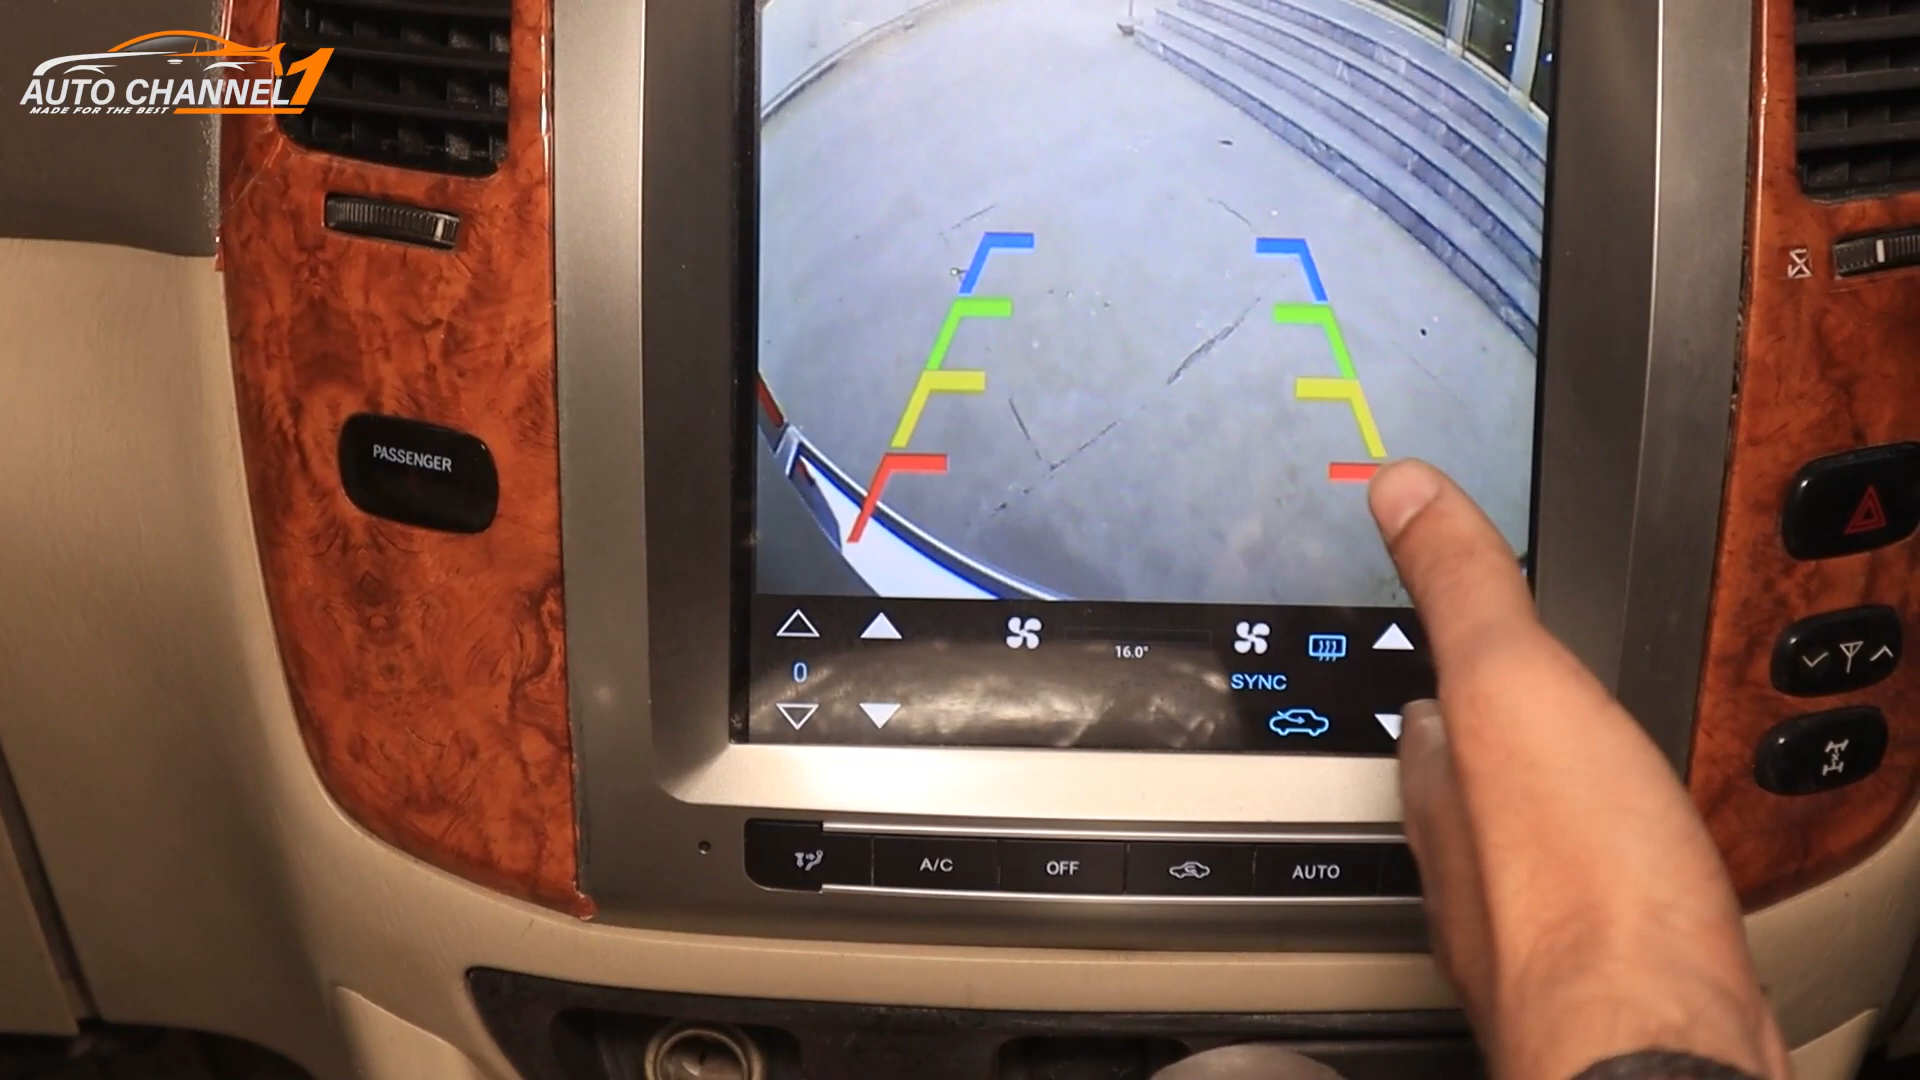 AUTO CHANNEL1
MADE FOR THE BEST
PASSENGER
0
16.0°
SYNC
A/C
OFF
AUTO